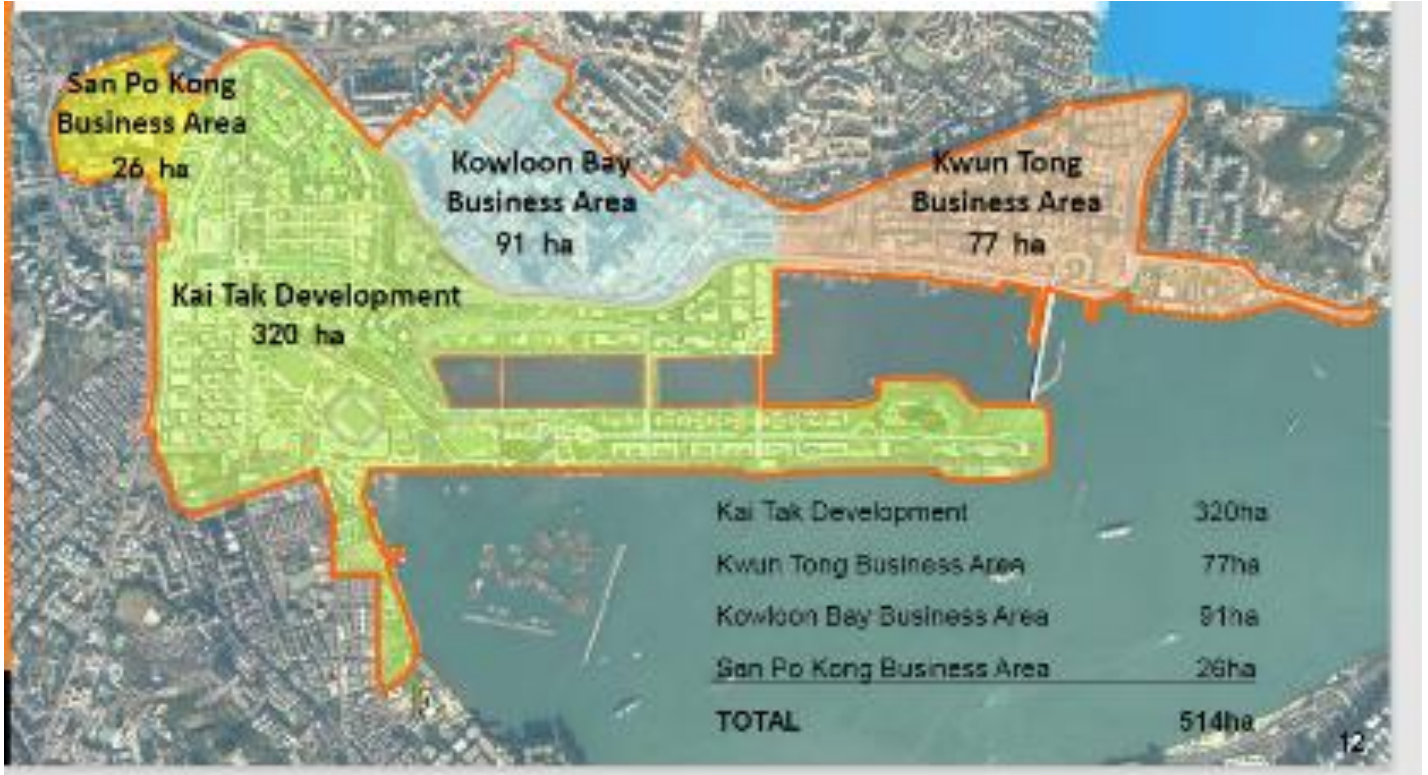 San Po Kong
Business Area
26 ha
Kowloon Bay
Business Area
91 ha
Kwun Tong
Business Area
77 ha
Kai Tak Development
320 ha
Kai Tak Development 320ha
Kwun Tong Business Area 77ha
Kowloon Bay Business Area 91ha
San Po Kong Business Area 26ha
TOTAL 514ha
12